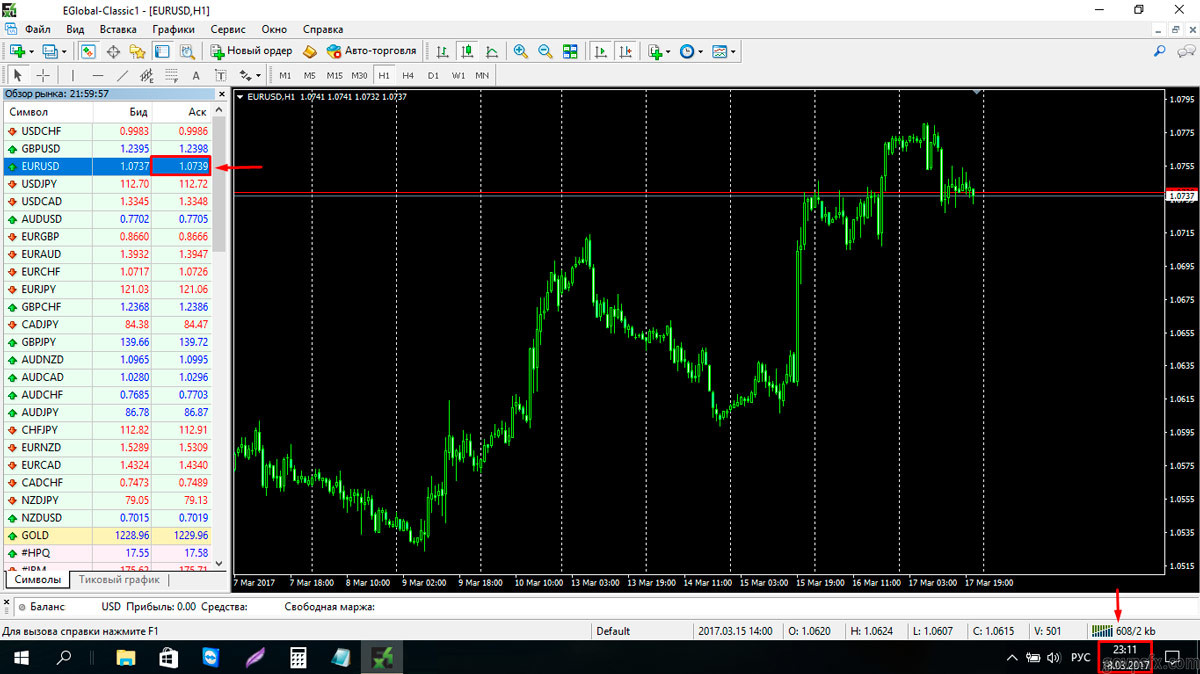 EGlobal-Classic1 - [EURUSD,H1]
Файл Вид Вставка Графики Сервис Окно Справка
Новый ордер Авто-торговля
A T M1 M5 M15 M30 H1 H4 D1 W1 MN
Обзор рынка: 21:59:57
Символ Бид Аск
USDCHF 0.9983 0.9986
GBPUSD 1.2395 1.2398
EURUSD 1.0737 1.0739
USDJPY 112.70 112.72
USDCAD 1.3345 1.3348
AUDUSD 0.7702 0.7705
EURGBP 0.8660 0.8666
EURAUD 1.3932 1.3947
EURCHF 1.0717 1.0726
EURJPY 121.03 121.06
GBPCHF 1.2368 1.2386
CADJPY 84.38 84.47
GBPJPY 139.66 139.72
AUDNZD 1.0965 1.0995
AUDCAD 1.0280 1.0296
AUDCHF 0.7685 0.7703
AUDJPY 86.78 86.87
CHFJPY 112.82 112.91
EURNZD 1.5289 1.5309
EURCAD 1.4324 1.4340
CADCHF 0.7473 0.7489
NZDJPY 79.05 79.13
NZDUSD 0.7015 0.7019
GOLD 1228.96 1229.96
#HPQ 17.55 17.58
#IBM 175.62 175.71
Символы Тиковый график
EURUSD,H1 1.0741 1.0741 1.0732 1.0737
1.0795
1.0775
1.0755
1.0737
1.0715
1.0695
1.0675
1.0655
1.0635
1.0615
1.0595
1.0575
1.0555
1.0535
1.0515
7 Mar 2017 7 Mar 18:00 8 Mar 10:00 9 Mar 02:00 9 Mar 18:00 10 Mar 10:00 13 Mar 03:00 13 Mar 19:00 14 Mar 11:00 15 Mar 03:00 15 Mar 19:00 16 Mar 11:00 17 Mar 03:00 17 Mar 19:00
Баланс: USD Прибыль: 0.00 Средства: Свободная маржа:
Для вызова справки нажмите F1 Default 2017.03.15 14:00 O: 1.0620 H: 1.0624 L: 1.0607 C: 1.0615 V: 501 608/2 kb
РУС 23:11
18.03.2017